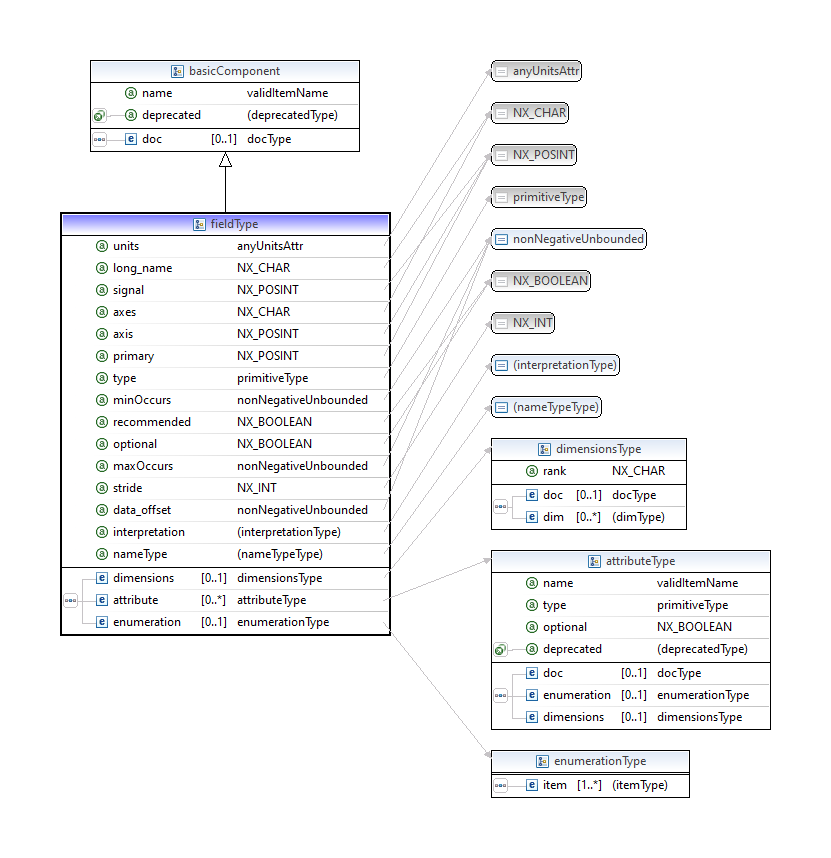 basicComponent
name validItemName
deprecated (deprecatedType)
doc [0..1] docType
fieldType
units anyUnitsAttr
long_name NX_CHAR
signal NX_POSINT
axes NX_CHAR
axis NX_POSINT
primary NX_POSINT
type primitiveType
minOccurs nonNegativeUnbounded
recommended NX_BOOLEAN
optional NX_BOOLEAN
maxOccurs nonNegativeUnbounded
stride NX_INT
data_offset nonNegativeUnbounded
interpretation (interpretationType)
nameType (nameTypeType)
dimensions [0..1] dimensionsType
attribute [0..*] attributeType
enumeration [0..1] enumerationType
anyUnitsAttr
NX_CHAR
NX_POSINT
primitiveType
nonNegativeUnbounded
NX_BOOLEAN
NX_INT
(interpretationType)
(nameTypeType)
dimensionsType
rank NX_CHAR
doc [0..1] docType
dim [0..*] (dimType)
attributeType
name validItemName
type primitiveType
optional NX_BOOLEAN
deprecated (deprecatedType)
doc [0..1] docType
enumeration [0..1] enumerationType
dimensions [0..1] dimensionsType
enumerationType
item [1..*] (itemType)